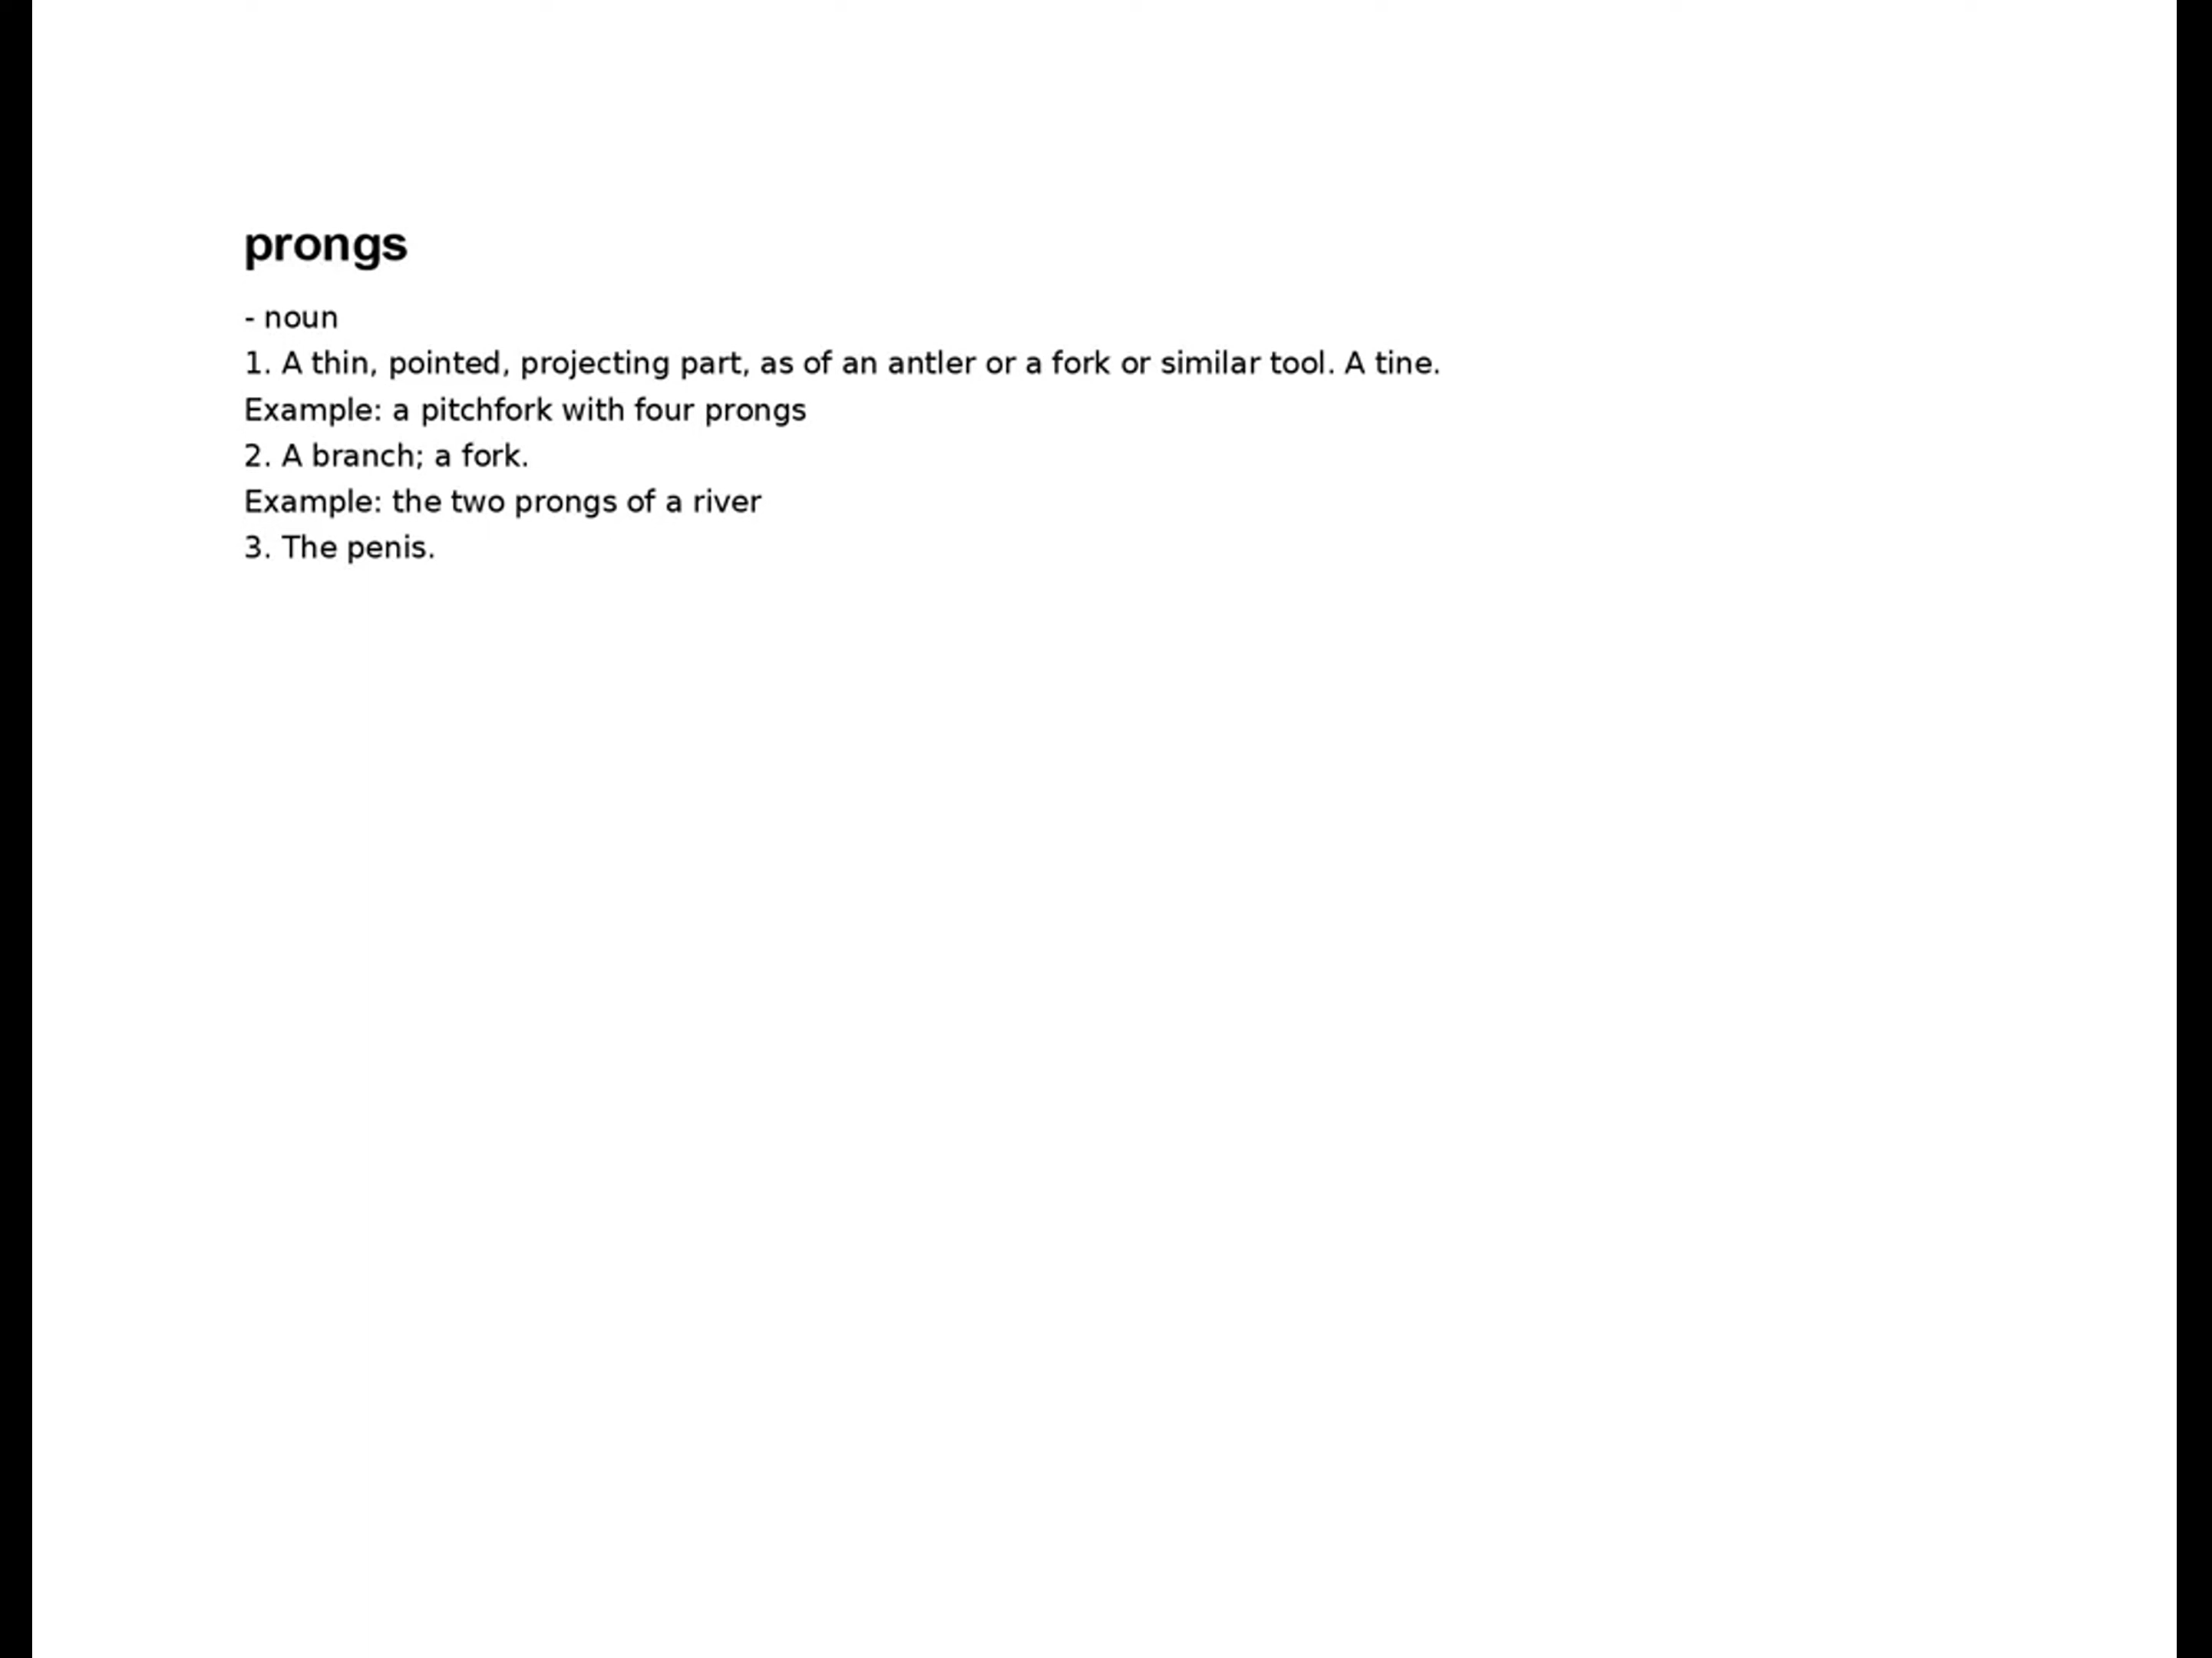 prongs
- noun
1. A thin, pointed, projecting part, as of an antler or a fork or similar tool. A tine.
Example: a pitchfork with four prongs
2. A branch; a fork.
Example: the two prongs of a river
3. The penis.